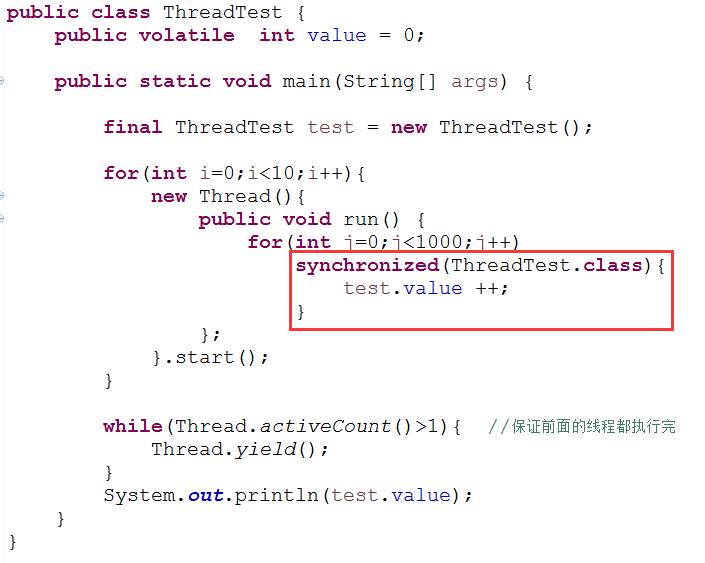 public class ThreadTest {
    public volatile  int value = 0;

    public static void main(String[] args) {

        final ThreadTest test = new ThreadTest();

        for(int i=0;i<10;i++){
            new Thread(){
                public void run() {
                    for(int j=0;j<1000;j++)
                        synchronized(ThreadTest.class){
                            test.value ++;
                        }
                };
            }.start();
        }

        while(Thread.activeCount()>1){  //保证前面的线程都执行完
            Thread.yield();
        }
        System.out.println(test.value);
    }
}